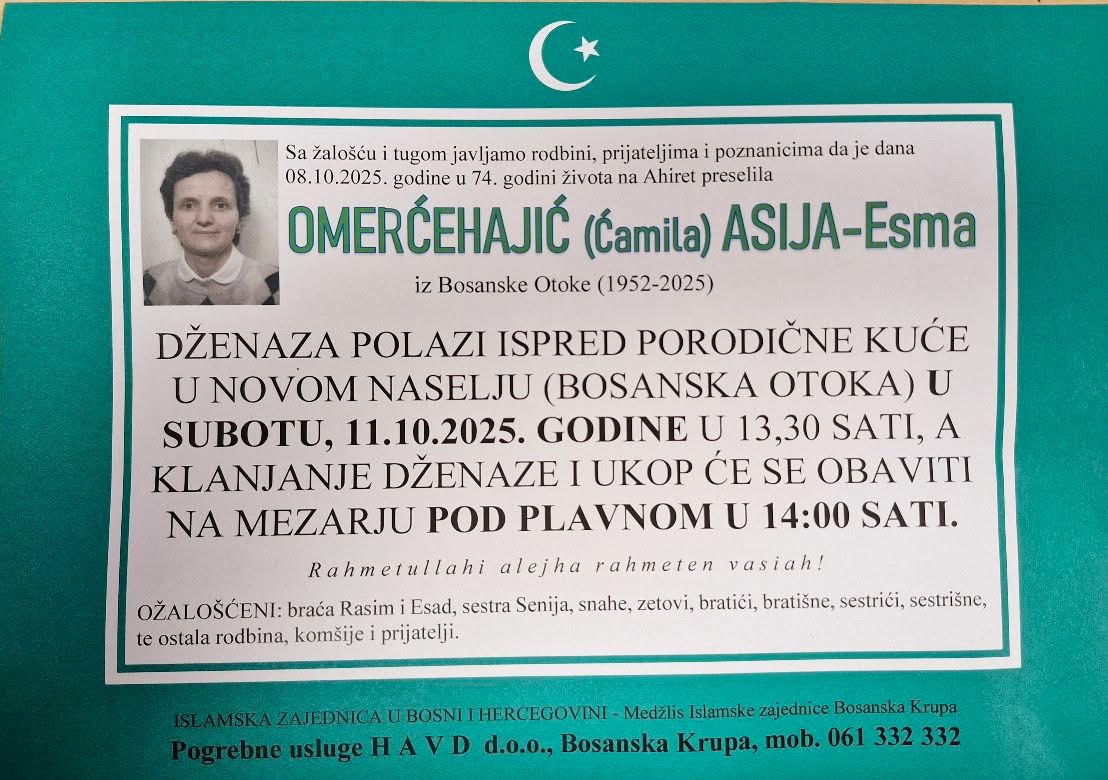 Sa žalošću i tugom javljamo rodbini, prijateljima i poznanicima da je dana
08.10.2025. godine u 74. godini života na Ahiret preselila
OMERĆEHAJIĆ (Ćamila) ASIJA-Esma
iz Bosanske Otoke (1952-2025)
DŽENAZA POLAZI ISPRED PORODIČNE KUĆE
U NOVOM NASELJU (BOSANSKA OTOKA) U
SUBOTU, 11.10.2025. GODINE U 13,30 SATI, A
KLANJANJE DŽENAZE I UKOP ĆE SE OBAVITI
NA MEZARJU POD PLAVNOM U 14:00 SATI.
Rahmetullahi alejha rahmeten vasiah!
OŽALOŠĆENI: braća Rasim i Esad, sestra Senija, snahe, zetovi, bratići, bratišne, sestrići, sestrišne,
te ostala rodbina, komšije i prijatelji.
ISLAMSKA ZAJEDNICA U BOSNI I HERCEGOVINI - Medžlis Islamske zajednice Bosanska Krupa
Pogrebne usluge H A V D d.o.o., Bosanska Krupa, mob. 061 332 332